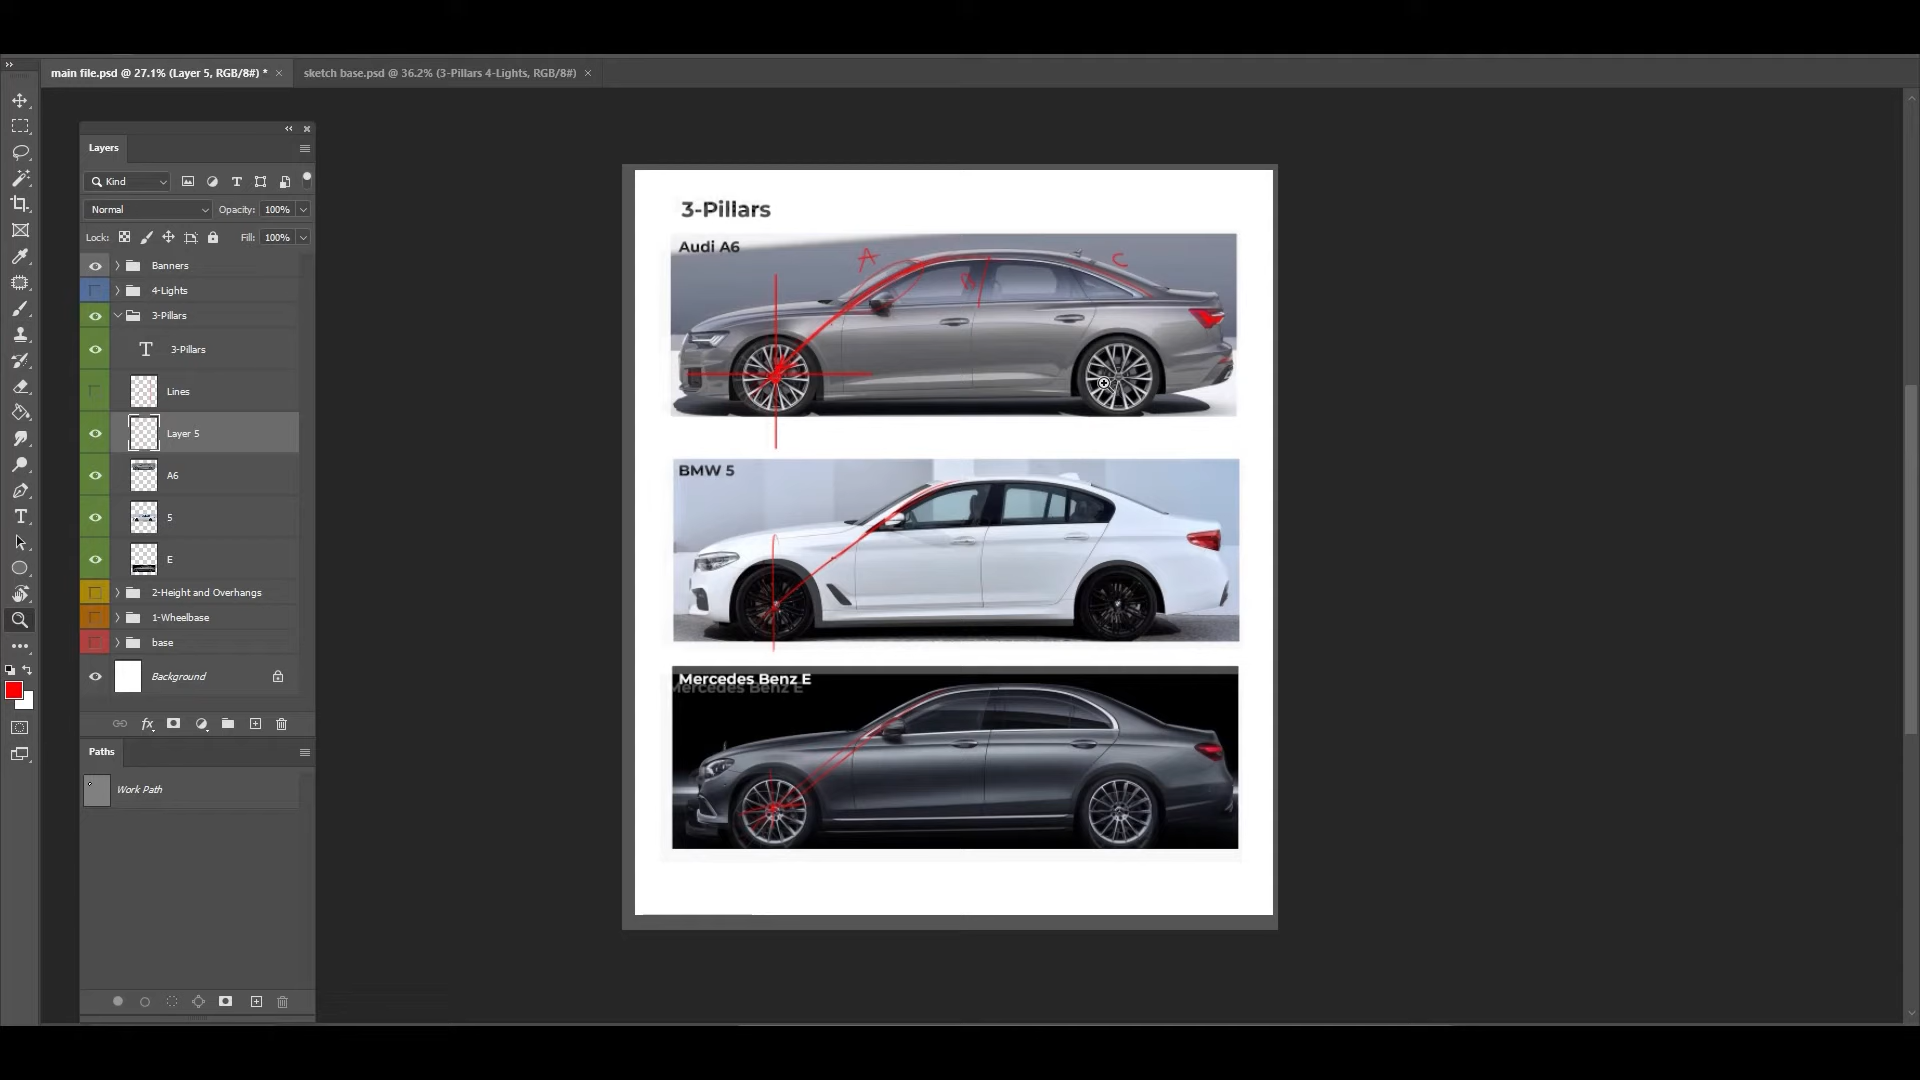 main file.psd @ 27.1% (Layer 5, RGB/8#) *
sketch base.psd @ 36.2% (3-Pillars 4-Lights, RGB/8#)
Layers
Kind
Normal
Opacity: 100%
Lock:
Fill: 100%
Banners
4-Lights
3-Pillars
3-Pillars
Lines
Layer 5
A6
5
E
2-Height and Overhangs
1-Wheelbase
base
Background
fx
Paths
Work Path
3-Pillars
Audi A6
A
B
C
BMW 5
Mercedes Benz E
Mercedes Benz E